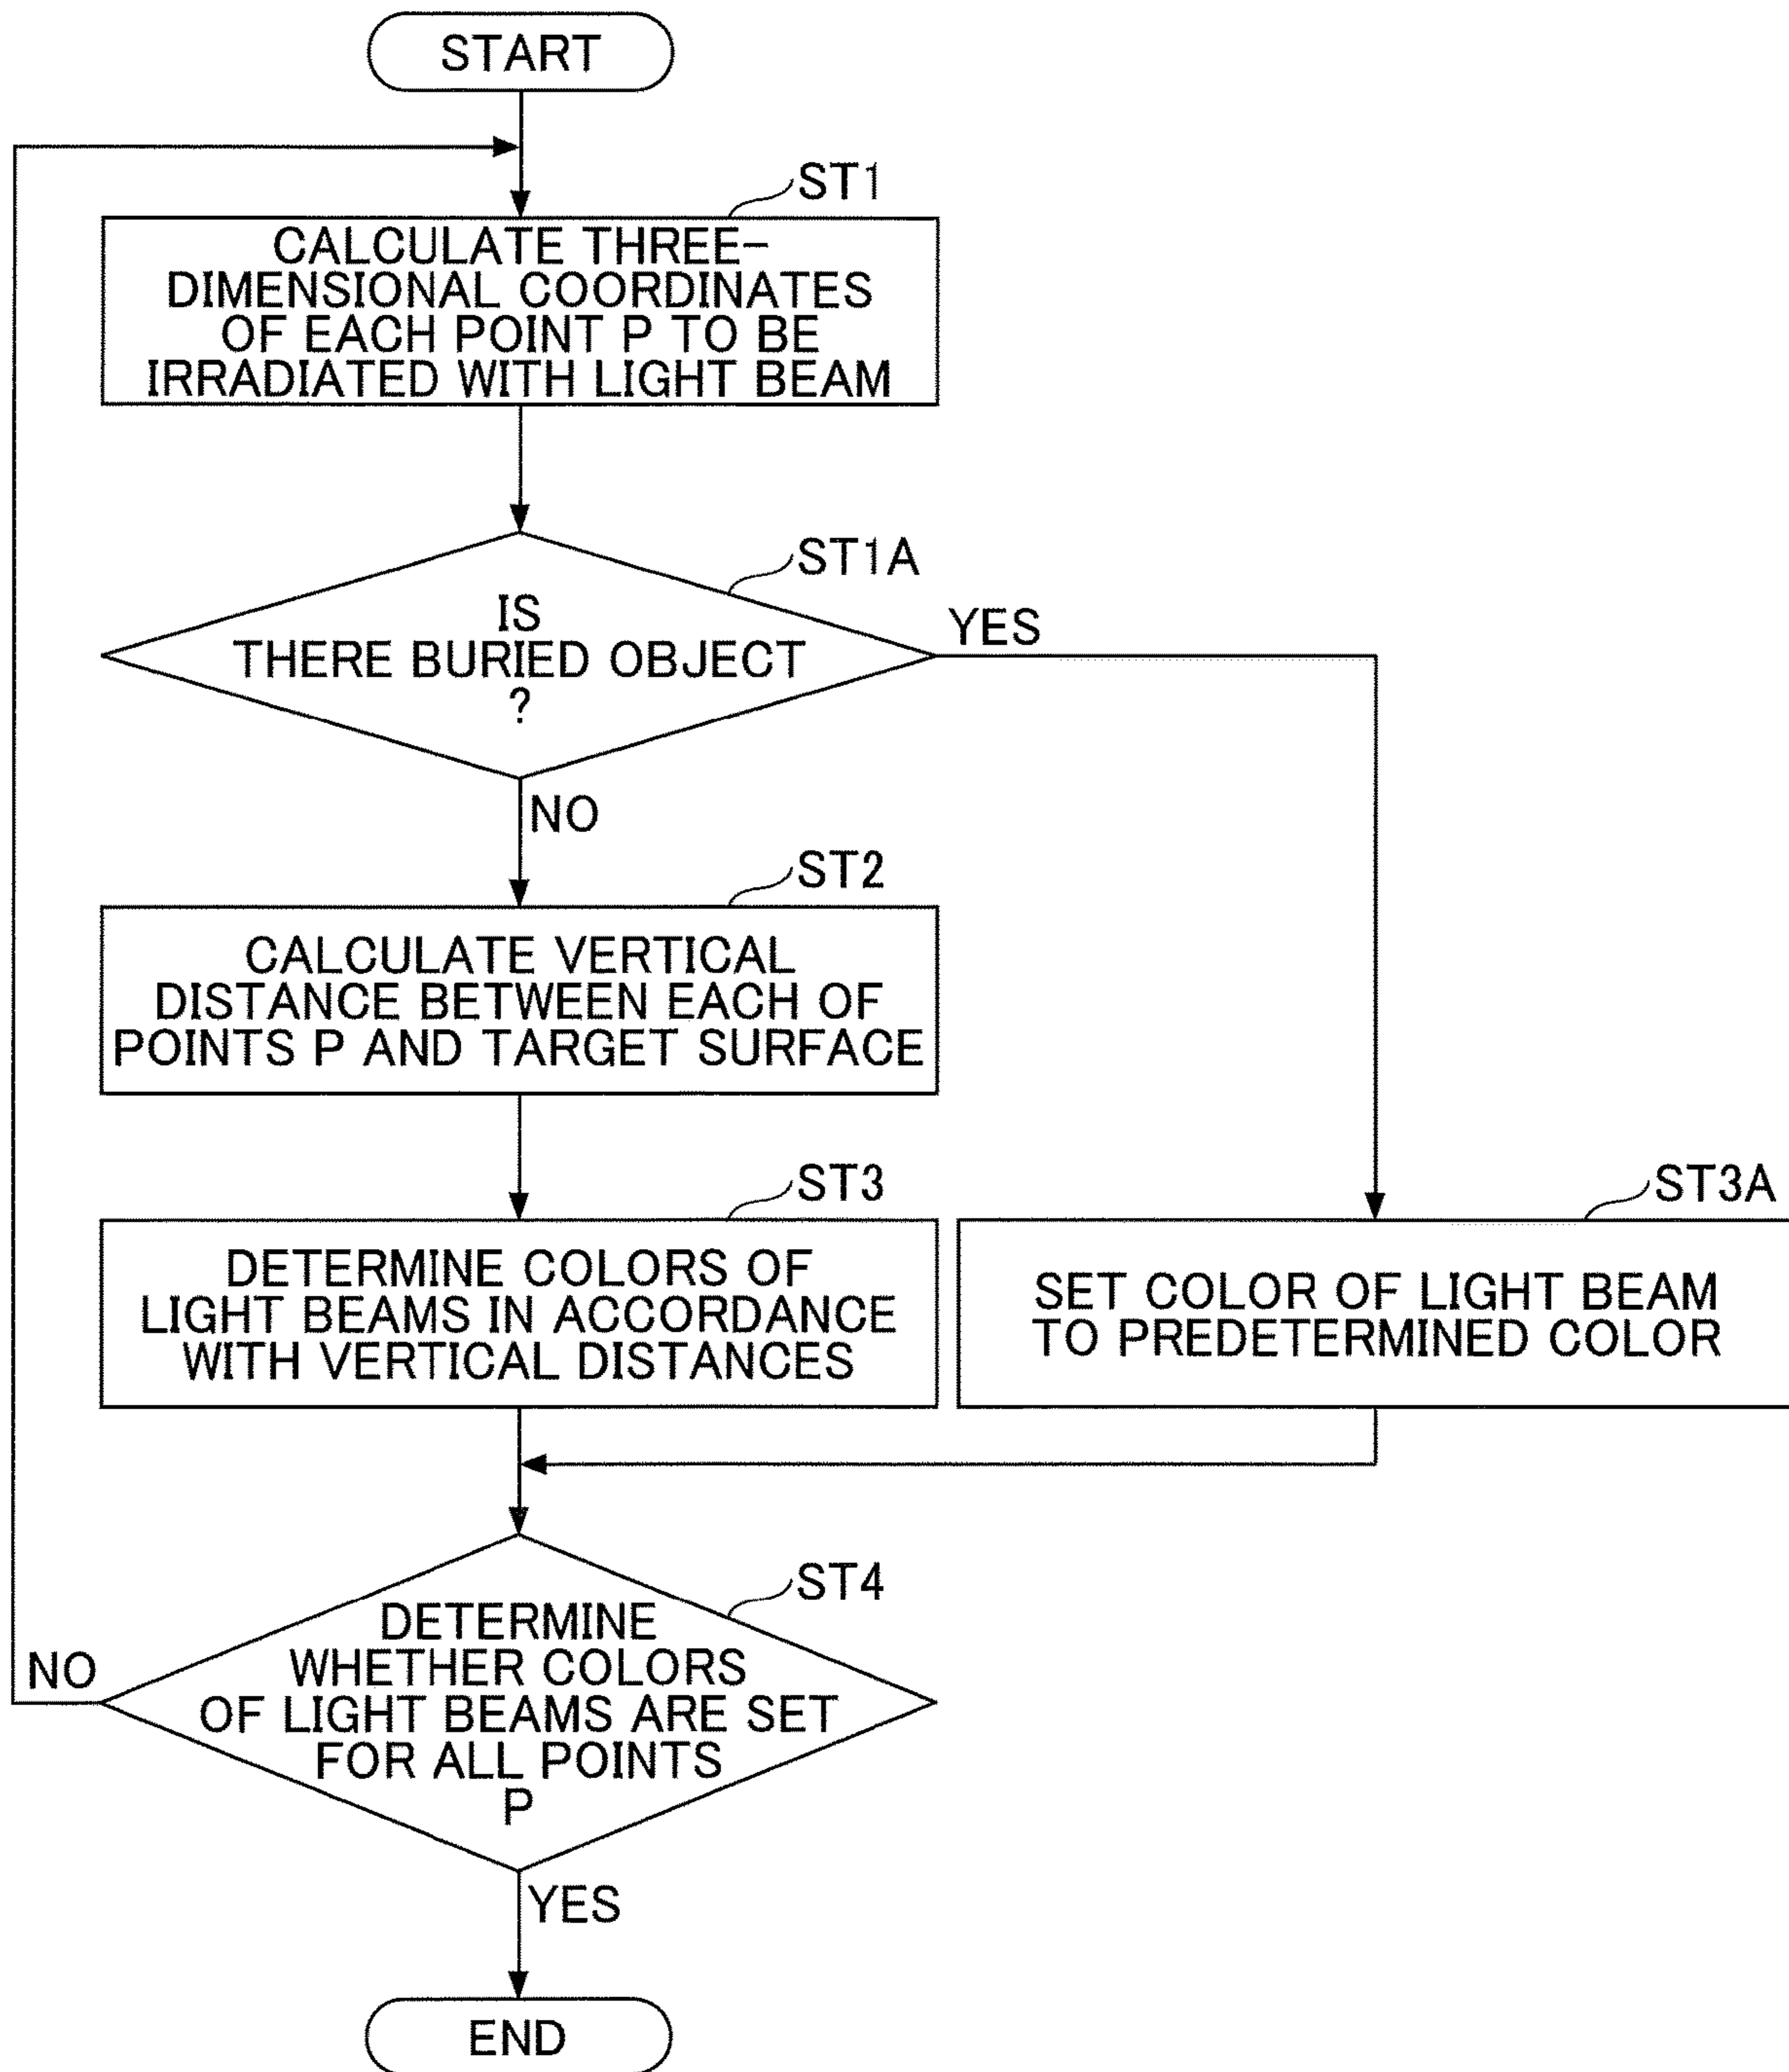 START
ST1
CALCULATE THREE-
DIMENSIONAL COORDINATES
OF EACH POINT P TO BE
IRRADIATED WITH LIGHT BEAM
ST1A
IS
THERE BURIED OBJECT
?
YES
NO
ST2
CALCULATE VERTICAL
DISTANCE BETWEEN EACH OF
POINTS P AND TARGET SURFACE
ST3
DETERMINE COLORS OF
LIGHT BEAMS IN ACCORDANCE
WITH VERTICAL DISTANCES
ST3A
SET COLOR OF LIGHT BEAM
TO PREDETERMINED COLOR
ST4
DETERMINE
WHETHER COLORS
OF LIGHT BEAMS ARE SET
FOR ALL POINTS
P
NO
YES
END